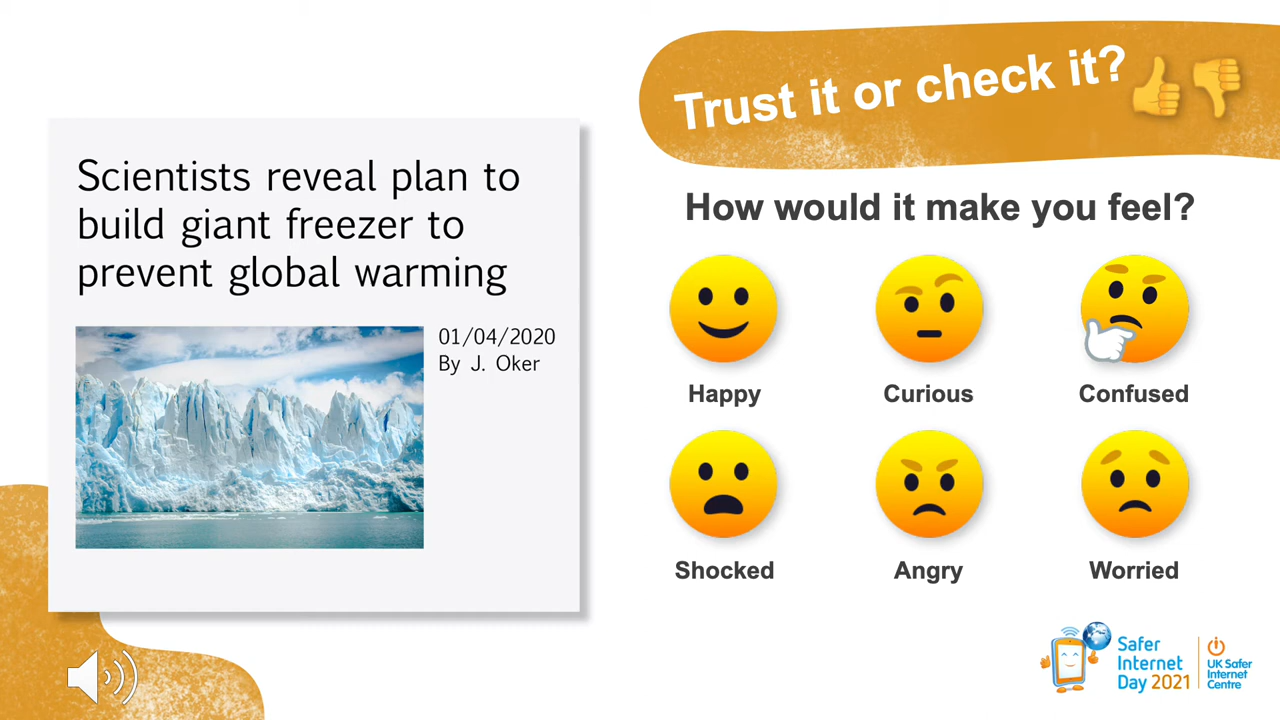 Trust it or check it?
Scientists reveal plan to
build giant freezer to
prevent global warming
01/04/2020
By J. Oker
How would it make you feel?
Happy
Curious
Confused
Shocked
Angry
Worried
Safer
Internet
Day 2021
UK Safer
Internet
Centre